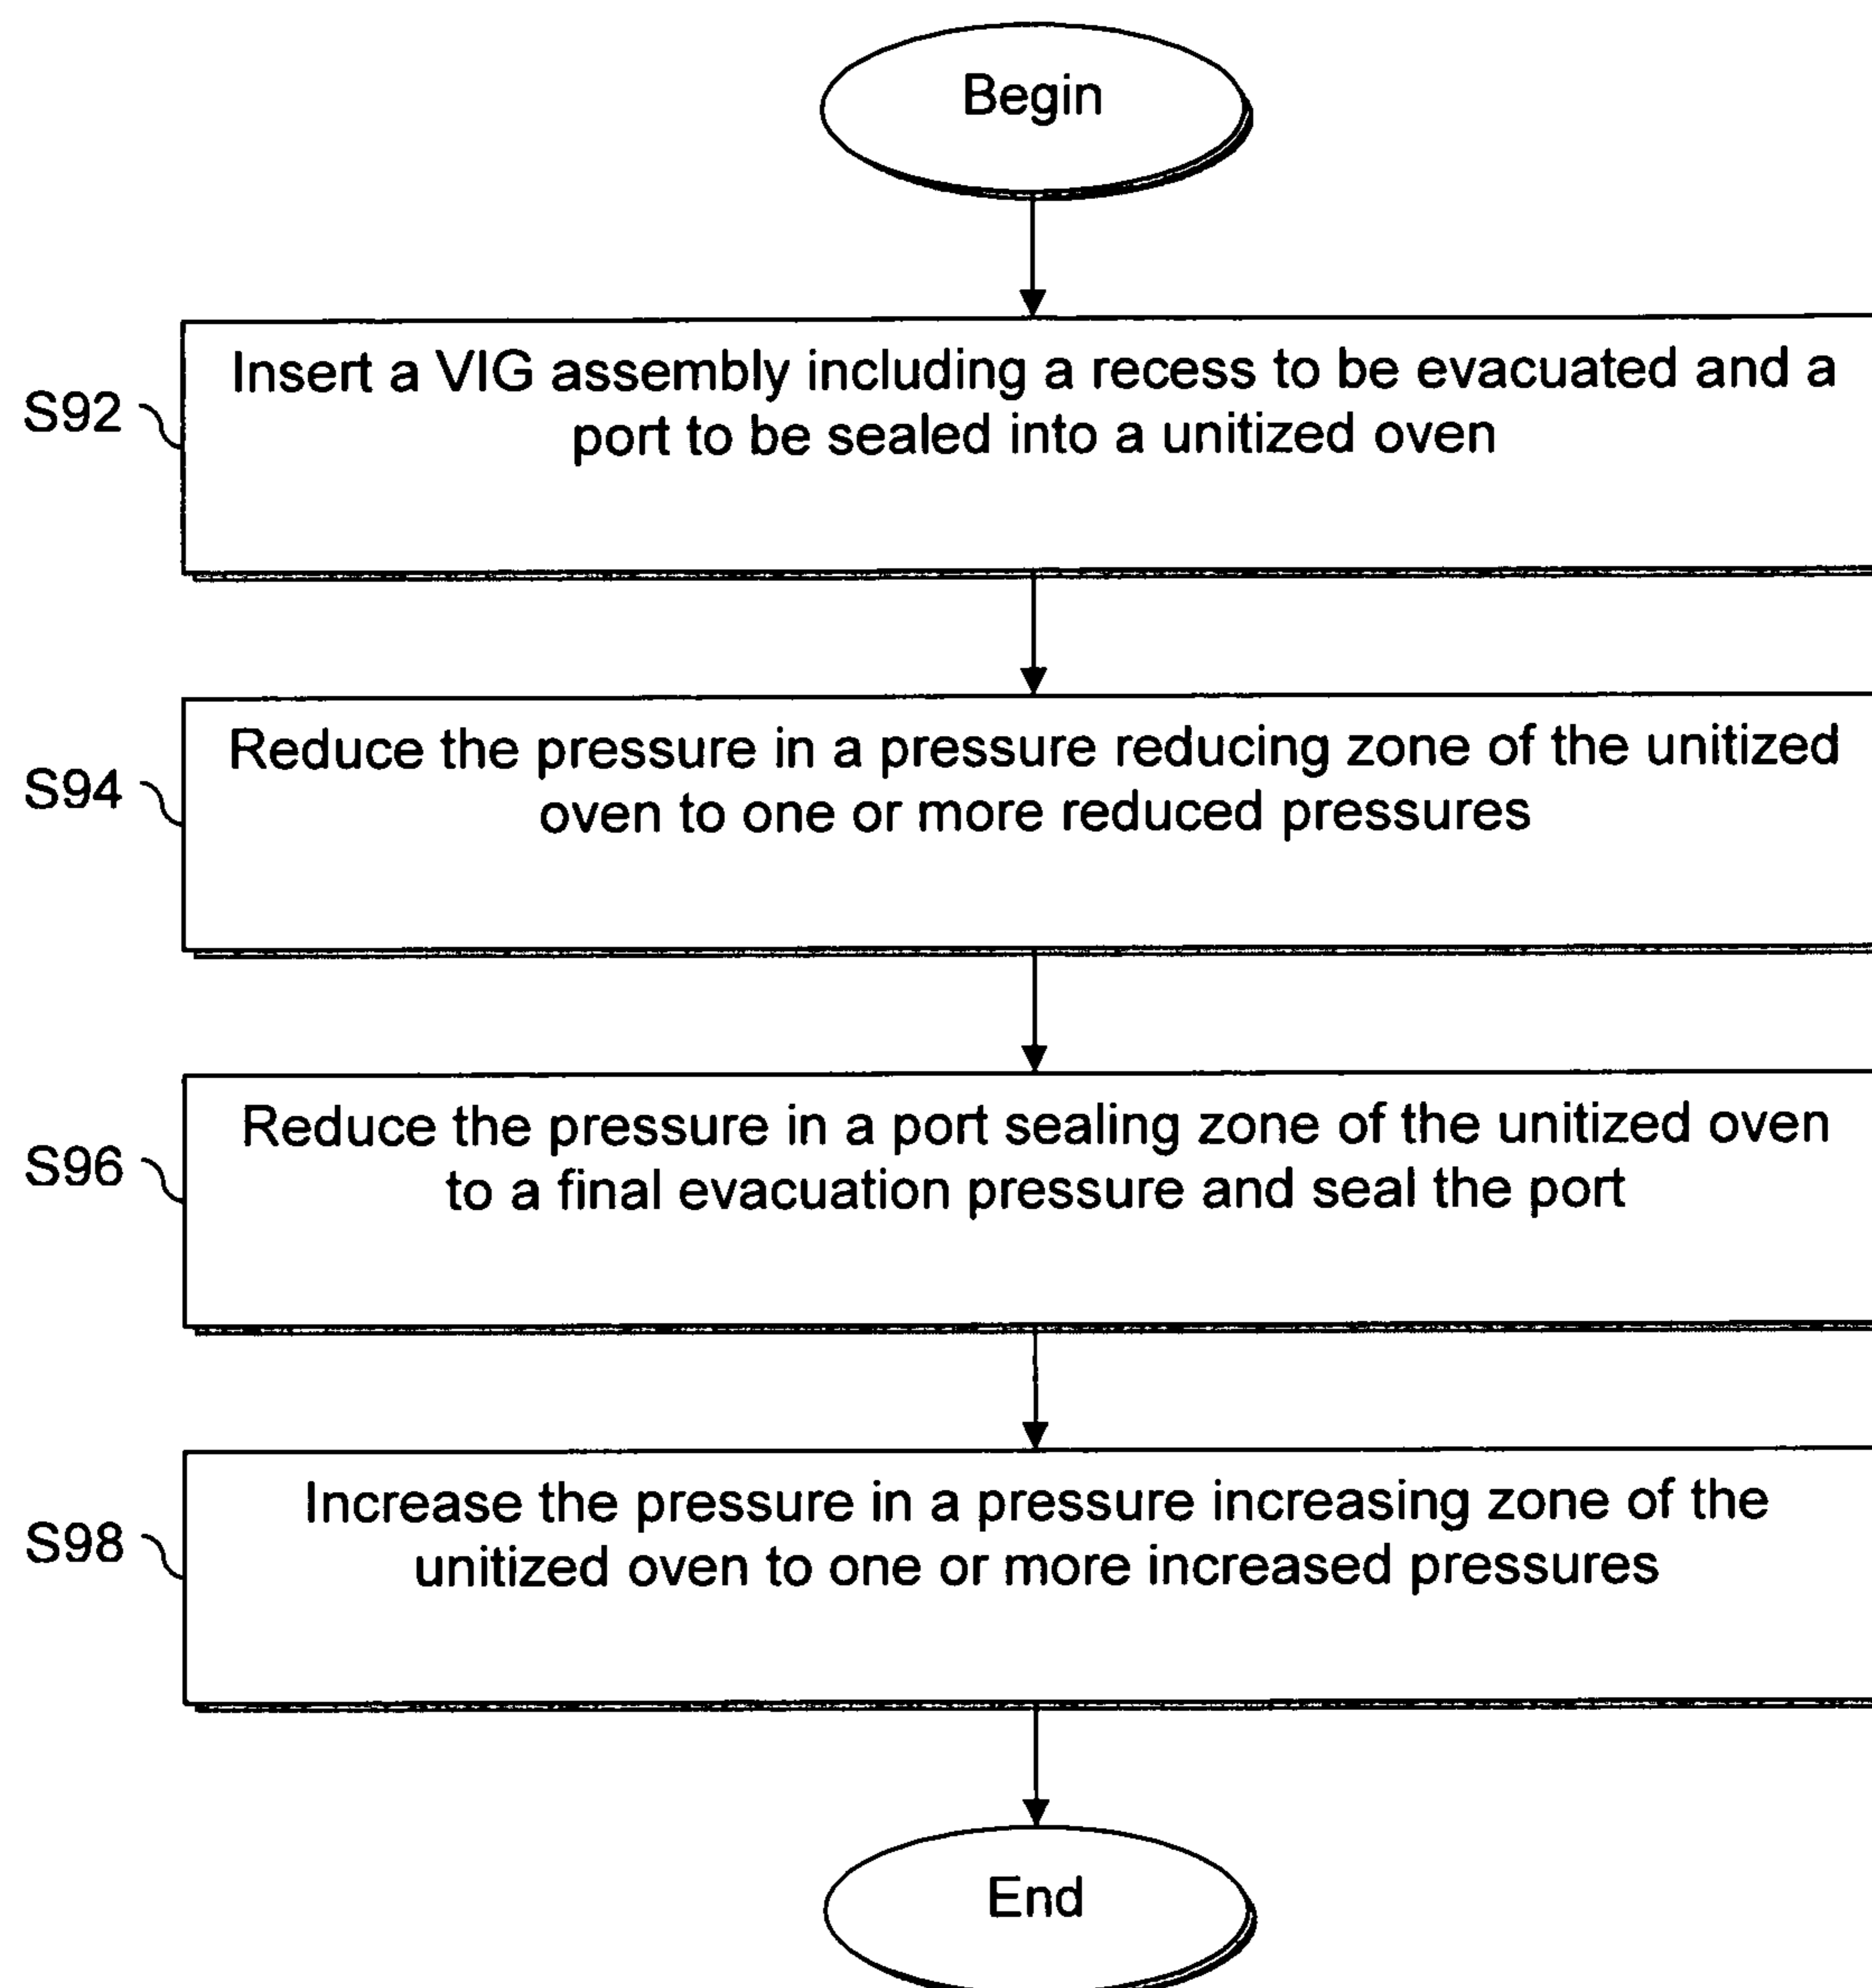 Begin
S92
Insert a VIG assembly including a recess to be evacuated and a
port to be sealed into a unitized oven
S94
Reduce the pressure in a pressure reducing zone of the unitized
oven to one or more reduced pressures
S96
Reduce the pressure in a port sealing zone of the unitized oven
to a final evacuation pressure and seal the port
S98
Increase the pressure in a pressure increasing zone of the
unitized oven to one or more increased pressures
End